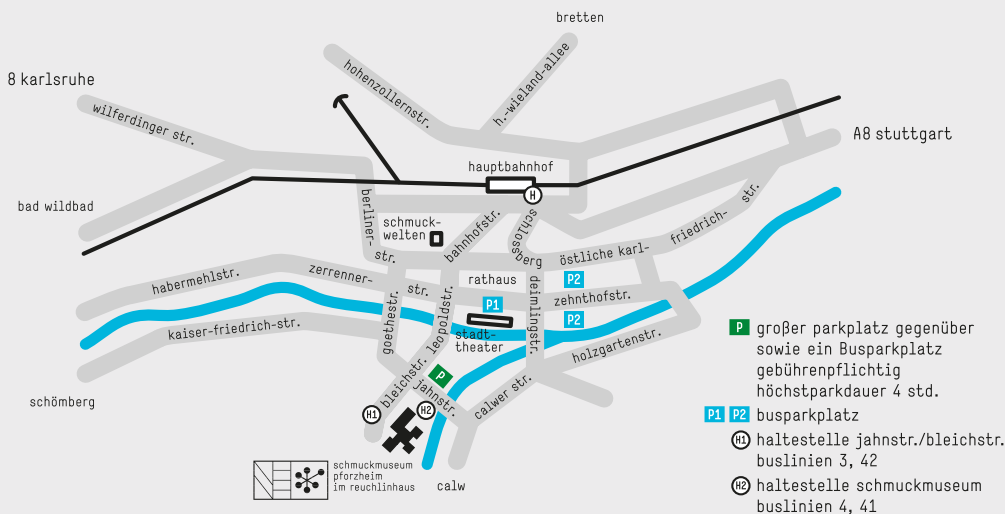 bretten
8 karlsruhe
hohenzollernstr.
h.-wieland-allee
wilferdinger str.
A8 stuttgart
hauptbahnhof
H
bad wildbad
berliner-
str.
schmuck-
welten
bahnhofstr.
schloss
berg
östliche karl-
friedrich-
str.
habermehlstr.
zerrenner-
str.
rathaus
P2
P1
deimlingstr.
zehnthofstr.
P2
kaiser-friedrich-str.
goethestr.
leopoldstr.
stadt-
theater
holzgartenstr.
bleichstr.
P
jahnstr.
calwer str.
schömberg
H1
H2
schmuckmuseum
pforzheim
im reuchlinhaus
calw
P großer parkplatz gegenüber
sowie ein Busparkplatz
gebührenpflichtig
höchstparkdauer 4 std.
P1 P2 busparkplatz
H1 haltestelle jahnstr./bleichstr.
buslinien 3, 42
H2 haltestelle schmuckmuseum
buslinien 4, 41